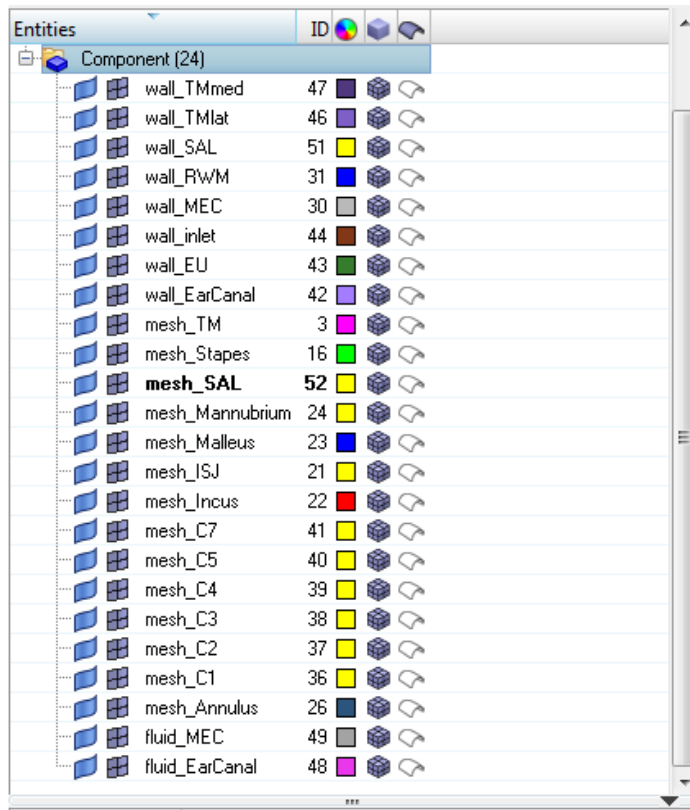 Entities ID
Component (24)
wall_TMmed 47
wall_TMlat 46
wall_SAL 51
wall_RWM 31
wall_MEC 30
wall_inlet 44
wall_EU 43
wall_EarCanal 42
mesh_TM 3
mesh_Stapes 16
mesh_SAL 52
mesh_Mannubrium 24
mesh_Malleus 23
mesh_ISJ 21
mesh_Incus 22
mesh_C7 41
mesh_C5 40
mesh_C4 39
mesh_C3 38
mesh_C2 37
mesh_C1 36
mesh_Annulus 26
fluid_MEC 49
fluid_EarCanal 48